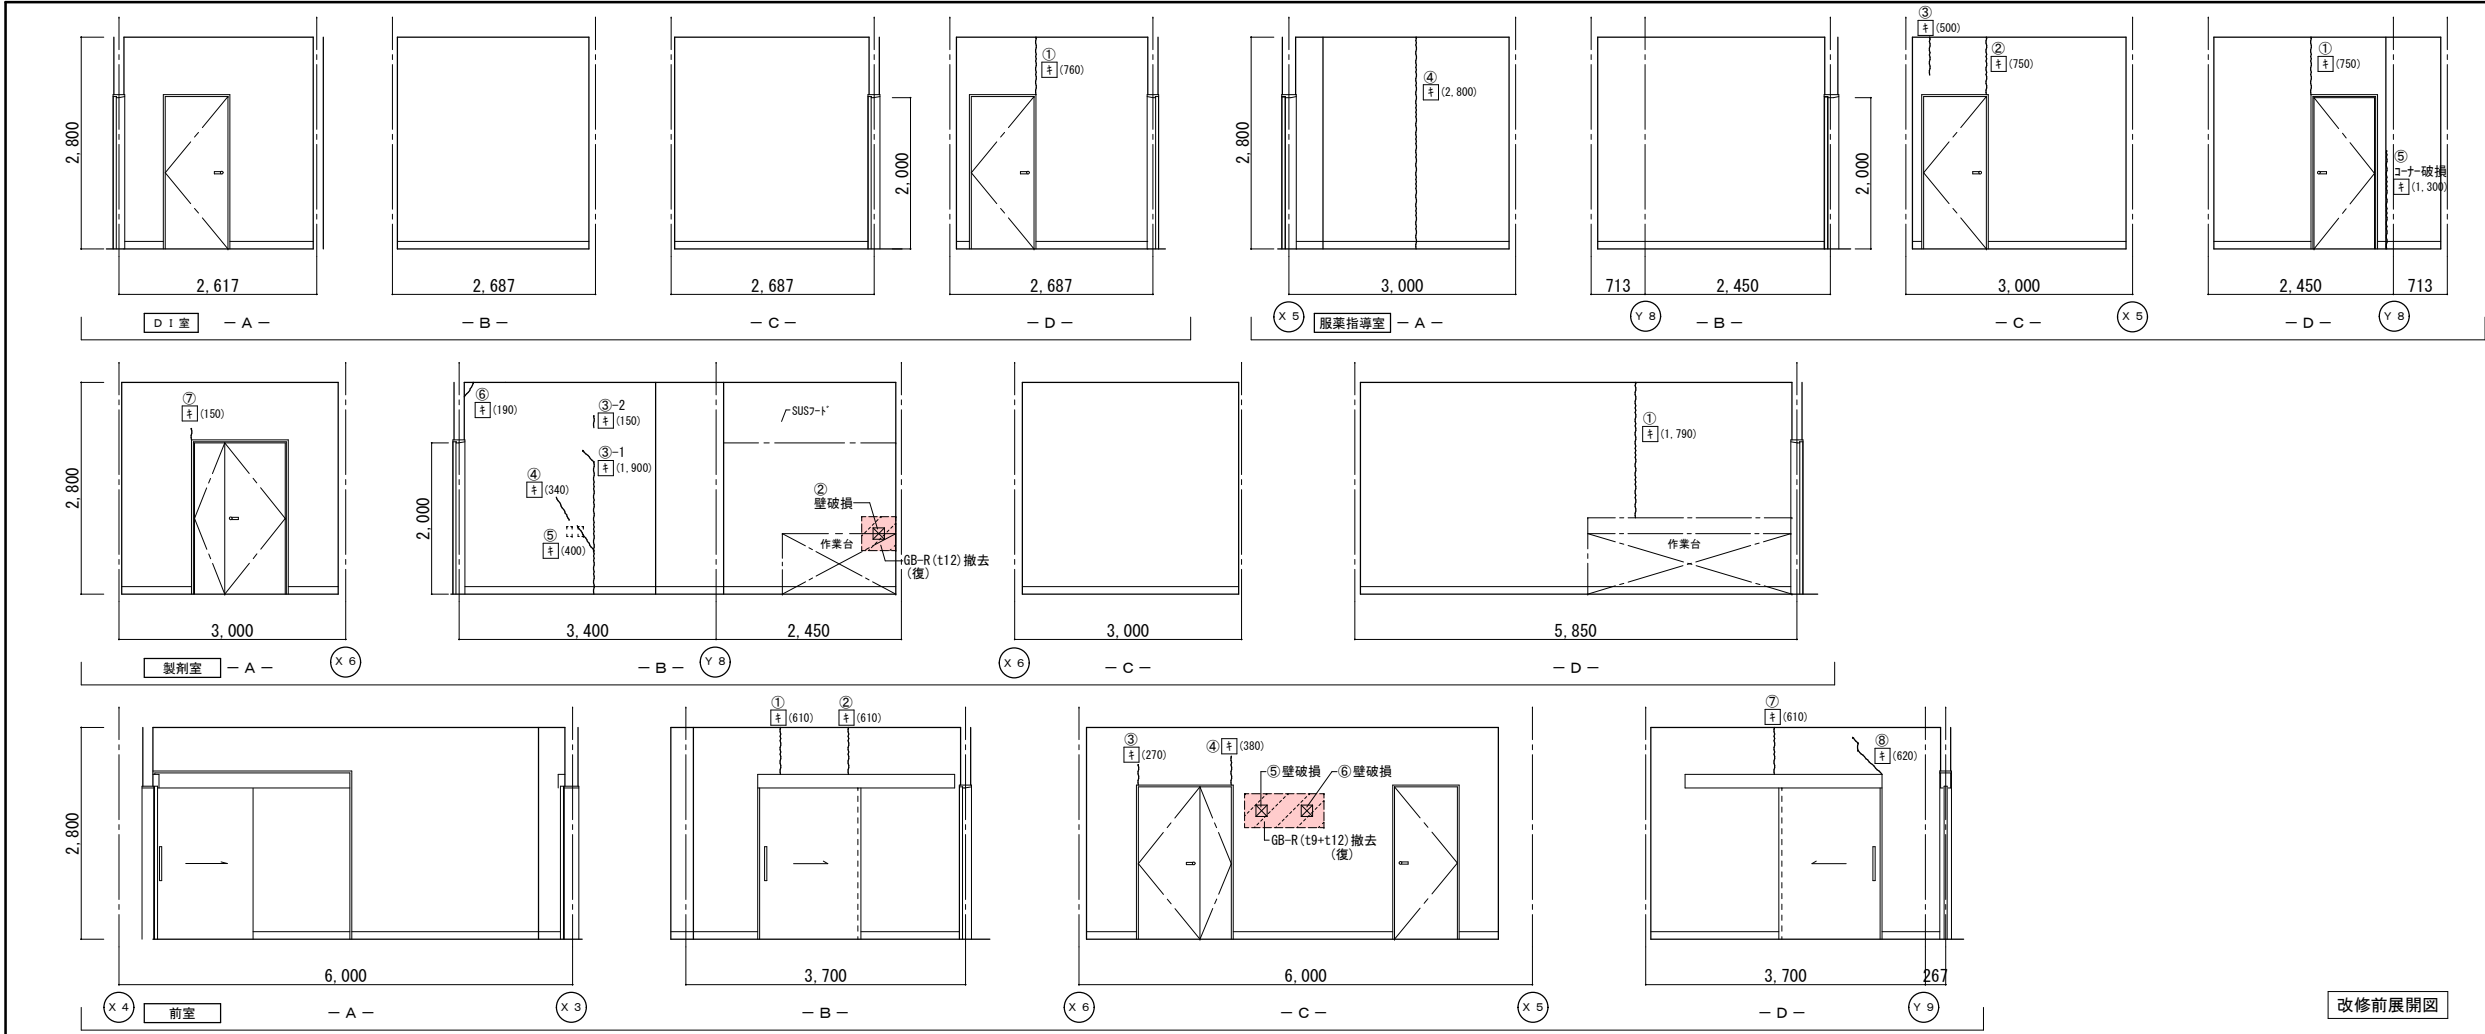 2,800
①
キ(760)
2,000
2,617
2,687
2,687
2,687
DI室 －A－ －B－ －C－ －D－
③
キ(500)
④
キ(2,800)
②
キ(750)
①
キ(750)
2,800
2,000
⑤
コーナー破損
キ(1,300)
3,000
713
2,450
3,000
2,450
713
X5 服薬指導室 －A－ Y8 －B－ －C－ X5 －D－ Y8
⑦
キ(150)
⑥
キ(190)
③-2
キ(150)
SUSフード
③-1
キ(1,900)
④
キ(340)
⑤
キ(400)
②
壁破損
作業台
GB-R(t12)撤去
(復)
①
キ(1,790)
作業台
2,800
2,000
3,000
3,400
2,450
3,000
5,850
製剤室 －A－ X6 －B－ Y8 X6 －C－ －D－
①
キ(610)
②
キ(610)
③
キ(270)
④キ(380)
⑤壁破損
⑥壁破損
GB-R(t9+t12)撤去
(復)
⑦
キ(610)
⑧
キ(620)
2,800
6,000
3,700
6,000
3,700
267
X4 前室 －A－ X3 －B－ X6 －C－ X5 －D－ Y9
改修前展開図